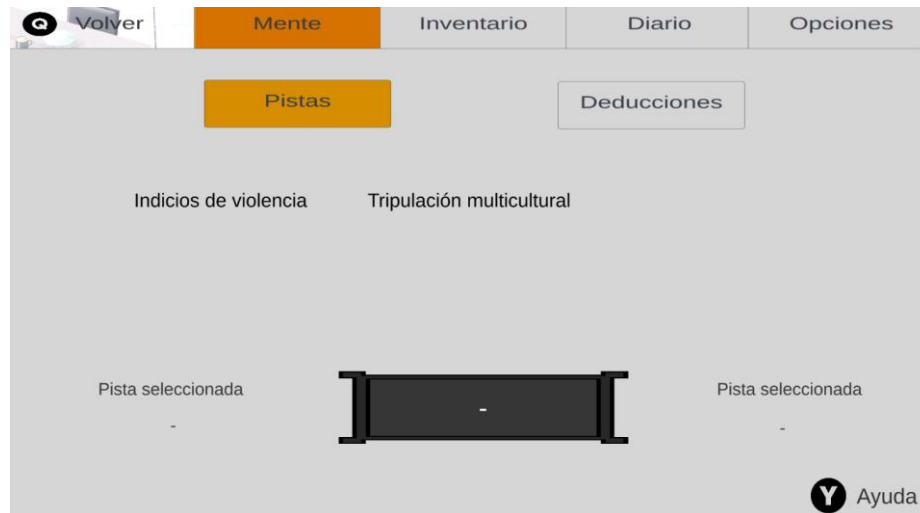 Q Volver Mente Inventario Diario Opciones
Pistas Deducciones
Indicios de violencia Tripulación multicultural
Pista seleccionada Pista seleccionada
- - -
Y Ayuda